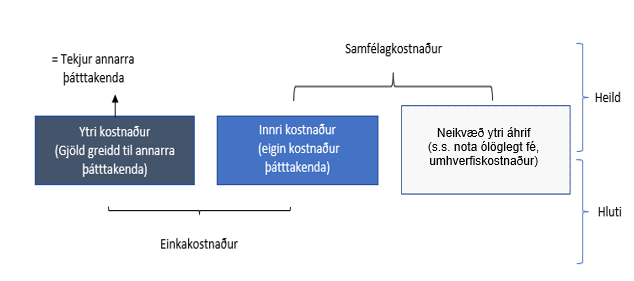 Samfélagkostnaður
= Tekjur annarra
þátttakenda
Heild
Ytri kostnaður
(Gjöld greidd til annarra
þátttakenda)
Innri kostnaður
(eigin kostnaður
þátttakenda)
Neikvæð ytri áhrif
(s.s. nota ólöglegt fé,
umhverfiskostnaður)
Hluti
Einkakostnaður